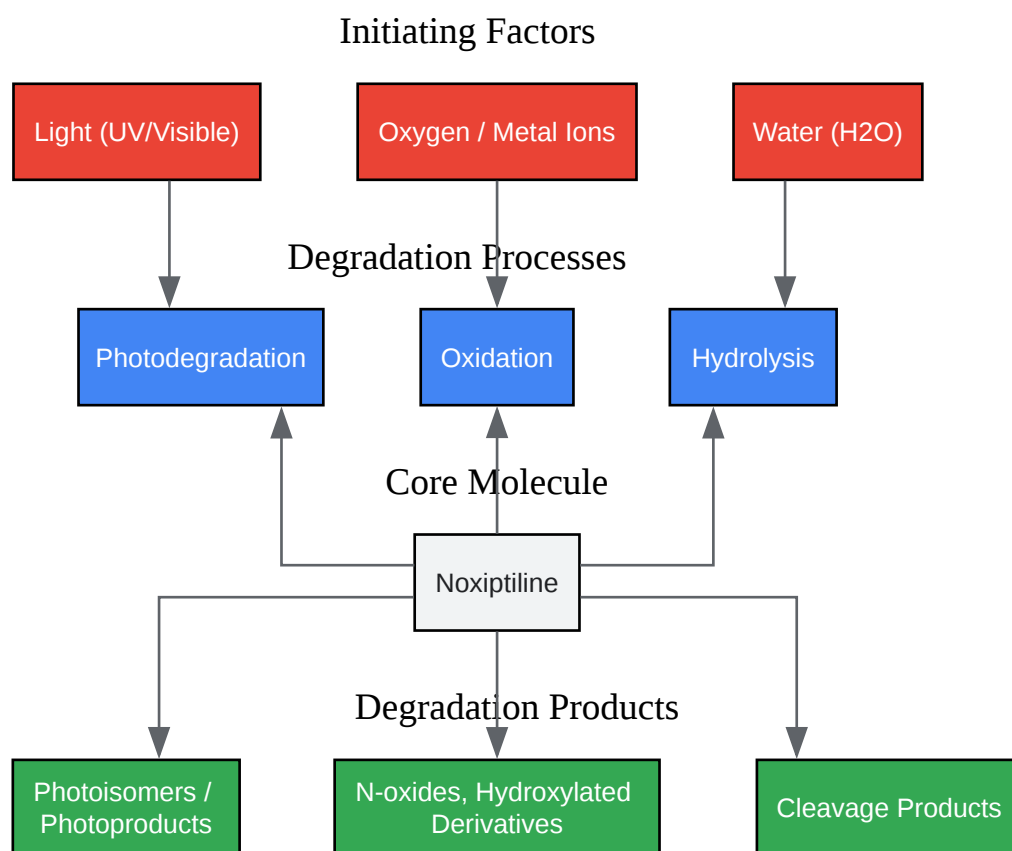 Initiating Factors
Light (UV/Visible)
Oxygen / Metal Ions
Water (H2O)
Degradation Processes
Photodegradation
Oxidation
Hydrolysis
Core Molecule
Noxiptiline
Degradation Products
Photoisomers /
Photoproducts
N-oxides, Hydroxylated
Derivatives
Cleavage Products